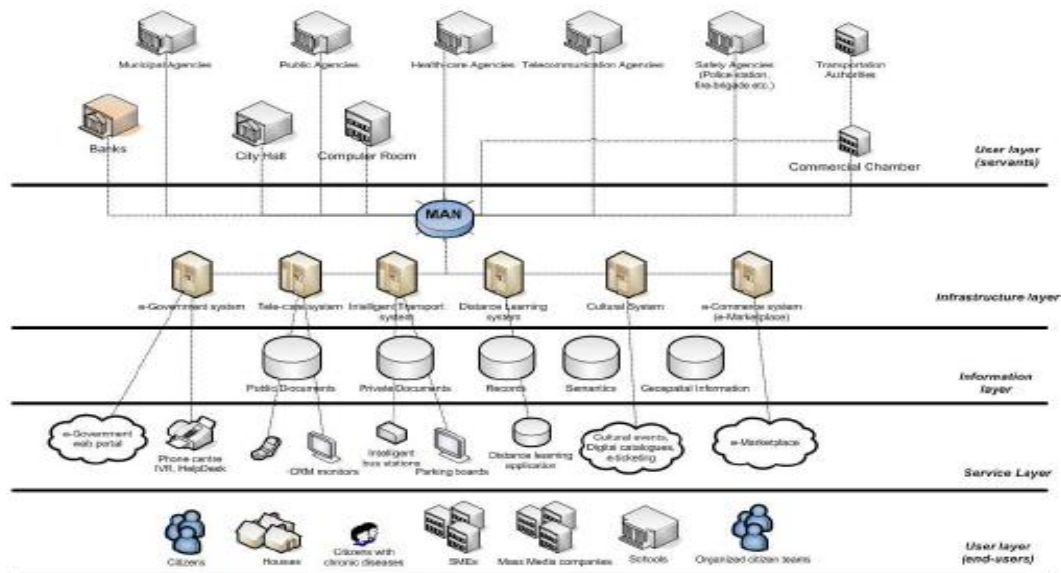 Municipal Agencies
Public Agencies
Health-care Agencies
Telecommunication Agencies
Safety Agencies
(Police station,
fire-brigade etc.)
Transportation
Authorities
Banks
City Hall
Computer Room
Commercial Chamber
User layer
(servants)
MAN
e-Government system
Tele-care system
Intelligent Transport
system
Distance Learning
system
Cultural System
e-Commerce system
(e-Marketplace)
Infrastructure layer
Public Documents
Private Documents
Records
Semantics
Geospatial Information
Information
layer
e-Government
web portal
Phone centre
IVR, HelpDesk
CRM monitors
Intelligent
bus stations
Parking boards
Distance learning
application
Cultural events,
Digital catalogues,
e-ticketing
e-Marketplace
Service Layer
Citizens
Houses
Citizens with
chronic diseases
SMEs
Mass Media companies
Schools
Organized citizen teams
User layer
(end-users)